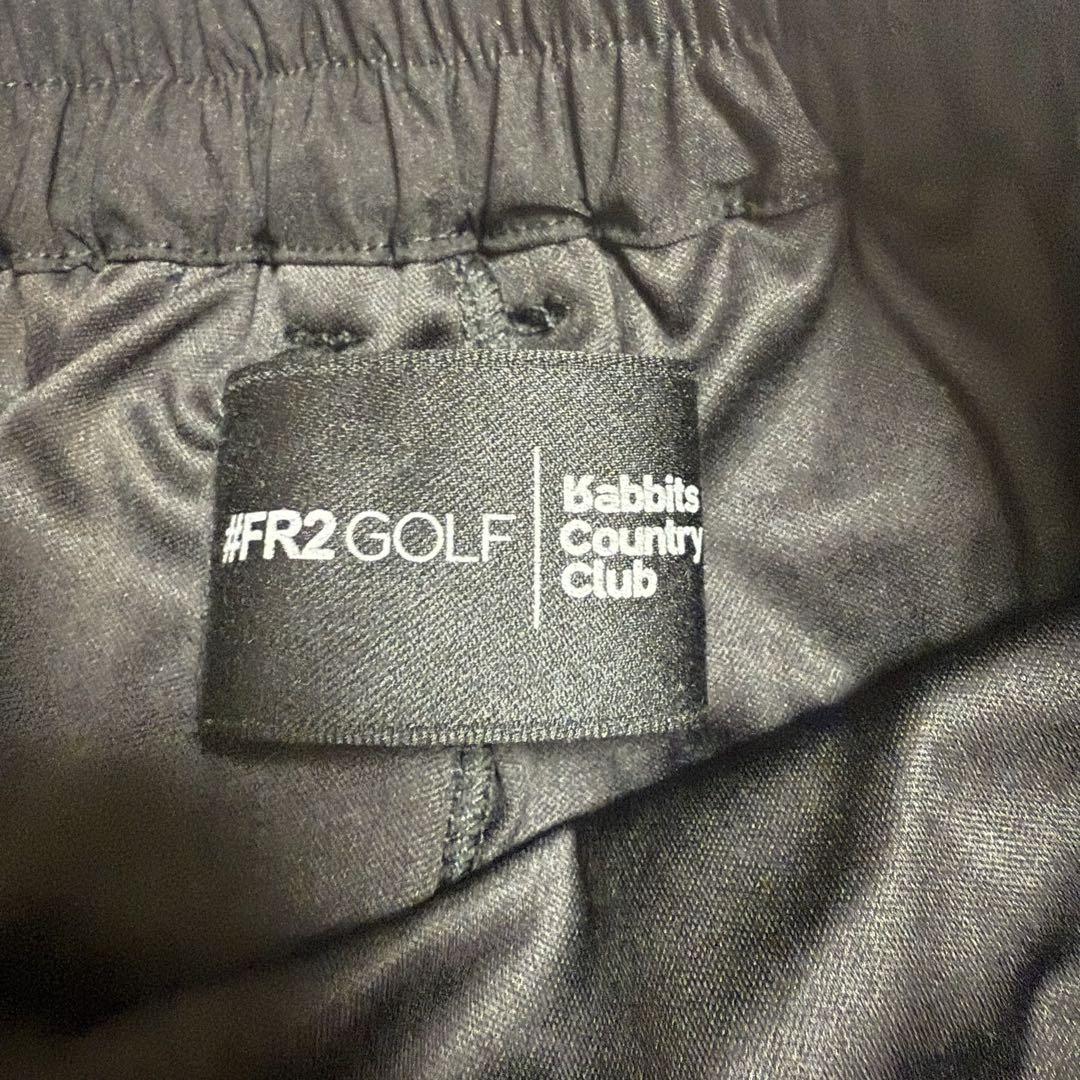 #FR2 GOLF
Rabbits
Country
Club